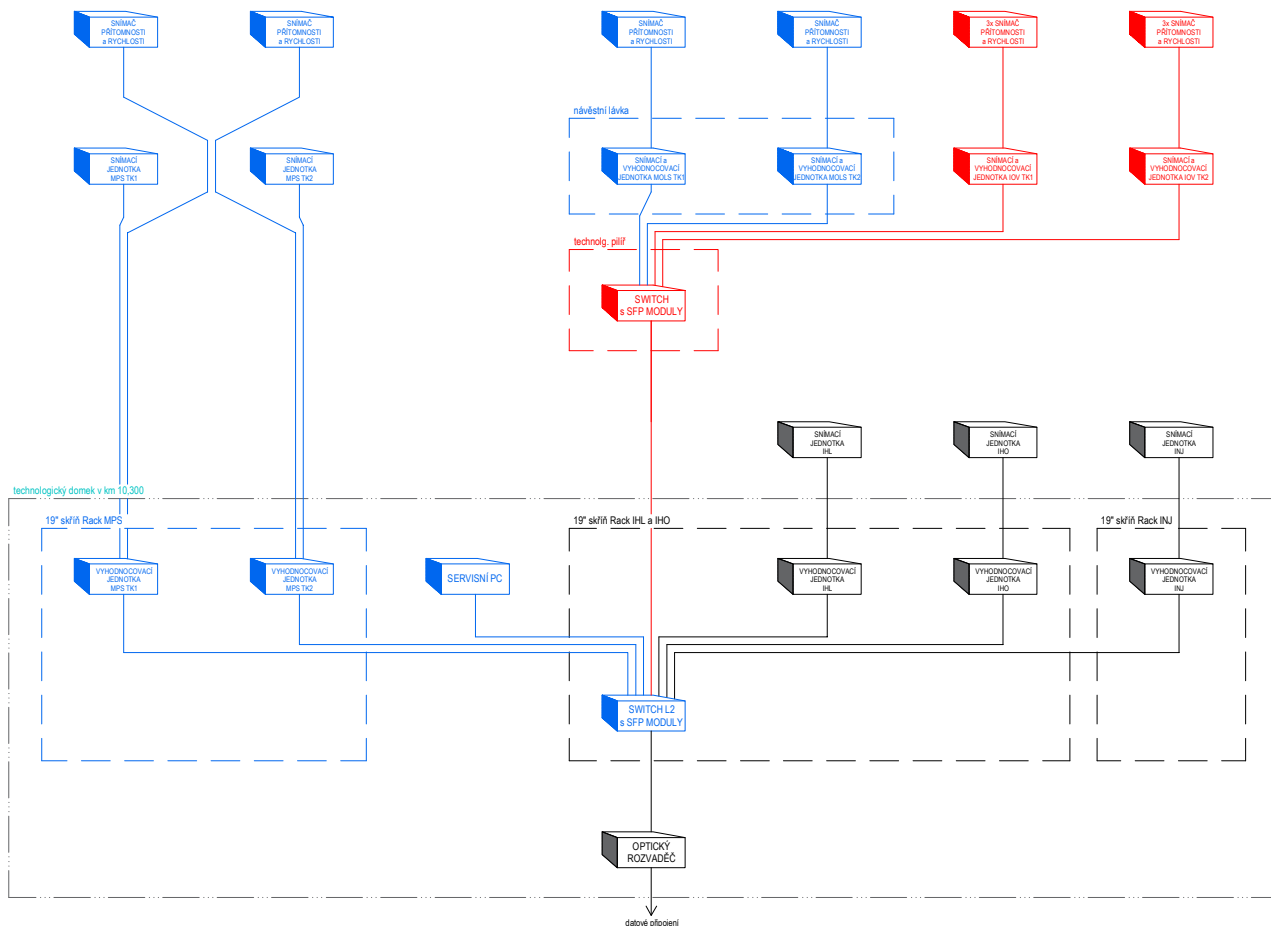 SNÍMAČ
PŘÍTOMNOSTI
a RYCHLOSTI
SNÍMAČ
PŘÍTOMNOSTI
a RYCHLOSTI
SNÍMAČ
PŘÍTOMNOSTI
a RYCHLOSTI
SNÍMAČ
PŘÍTOMNOSTI
a RYCHLOSTI
3x SNÍMAČ
PŘÍTOMNOSTI
a RYCHLOSTI
3x SNÍMAČ
PŘÍTOMNOSTI
a RYCHLOSTI
návěstní lávka
SNÍMACÍ
JEDNOTKA
MPS TK1
SNÍMACÍ
JEDNOTKA
MPS TK2
SNÍMACÍ a
VYHODNOCOVACÍ
JEDNOTKA MOLS TK1
SNÍMACÍ a
VYHODNOCOVACÍ
JEDNOTKA MOLS TK2
SNÍMACÍ a
VYHODNOCOVACÍ
JEDNOTKA IOV TK1
SNÍMACÍ a
VYHODNOCOVACÍ
JEDNOTKA IOV TK2
technolg. pilíř
SWITCH
s SFP MODULY
SNÍMACÍ
JEDNOTKA
IHL
SNÍMACÍ
JEDNOTKA
IHO
SNÍMACÍ
JEDNOTKA
INJ
technologický domek v km 10,300
19" skříň Rack MPS
19" skříň Rack IHL a IHO
19" skříň Rack INJ
VYHODNOCOVACÍ
JEDNOTKA
MPS TK1
VYHODNOCOVACÍ
JEDNOTKA
MPS TK2
SERVISNÍ PC
VYHODNOCOVACÍ
JEDNOTKA
IHL
VYHODNOCOVACÍ
JEDNOTKA
IHO
VYHODNOCOVACÍ
JEDNOTKA
INJ
SWITCH L2
s SFP MODULY
OPTICKÝ
ROZVADĚČ
datové připojení